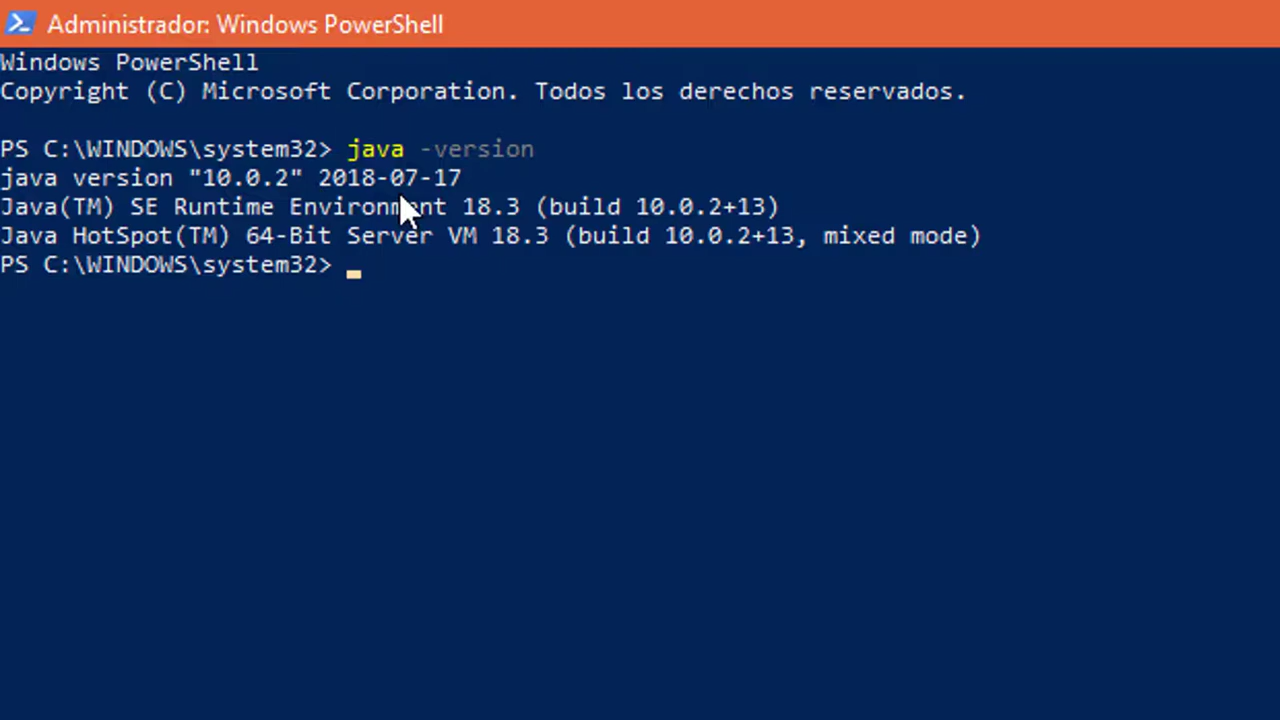 Administrador: Windows PowerShell
Windows PowerShell
Copyright (C) Microsoft Corporation. Todos los derechos reservados.
PS C:\WINDOWS\system32> java -version
java version "10.0.2" 2018-07-17
Java(TM) SE Runtime Environment 18.3 (build 10.0.2+13)
Java HotSpot(TM) 64-Bit Server VM 18.3 (build 10.0.2+13, mixed mode)
PS C:\WINDOWS\system32>